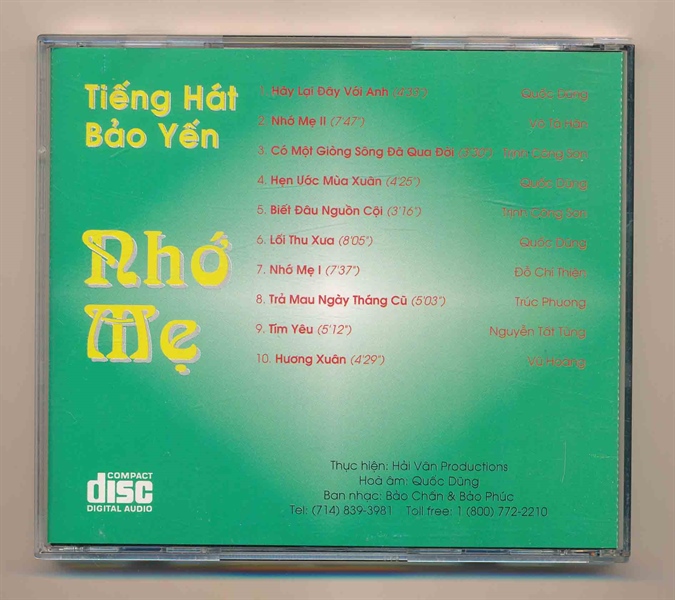 Tiếng Hát
Bảo Yến
Nhớ
Mẹ
1. Hãy Lại Đây Với Anh (4'35") Quốc Dũng
2. Nhớ Mẹ II (7'47") Võ Tá Hân
3. Có Một Giòng Sông Đã Qua Đời Trịnh Công Sơn
4. Hẹn Ước Mùa Xuân (4'25") Quốc Dũng
5. Biết Đâu Nguồn Cội (3'16") Trịnh Công Sơn
6. Lối Thu Xưa (8'05") Quốc Dũng
7. Nhớ Mẹ I (7'37") Đỗ Chí Thiện
8. Trả Mau Ngày Tháng Cũ (5'03") Trúc Phương
9. Tím Yêu (5'12") Nguyễn Tất Tùng
10. Hương Xuân (4'29") Vũ Hoàng
Thực hiện: Hải Vân Productions
Hoà âm: Quốc Dũng
Ban nhạc: Bảo Chấn & Bảo Phúc
Tel: (714) 839-3981 Toll free: 1 (800) 772-2210
COMPACT
disc
DIGITAL AUDIO